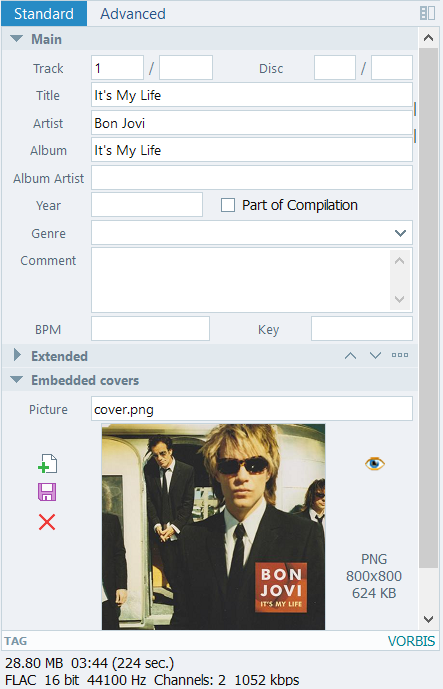 Standard Advanced
Main
Track 1 / Disc /
Title It's My Life
Artist Bon Jovi
Album It's My Life
Album Artist
Year Part of Compilation
Genre
Comment
BPM Key
Extended
Embedded covers
Picture cover.png
BON
JOVI
IT'S MY LIFE
PNG
800x800
624 KB
TAG VORBIS
28.80 MB 03:44 (224 sec.)
FLAC 16 bit 44100 Hz Channels: 2 1052 kbps